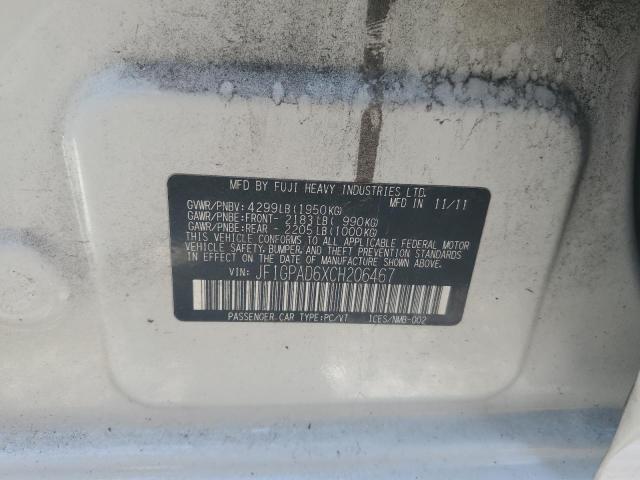 MFD BY FUJI HEAVY INDUSTRIES LTD.
GVWR/PNBV: 4299LB(1950KG) MFD IN 11/11
GAWR/PNBE:FRONT- 2183LB( 990KG)
GAWR/PNBE:REAR - 2205LB(1000KG)
THIS VEHICLE CONFORMS TO ALL APPLICABLE FEDERAL MOTOR
VEHICLE SAFETY, BUMPER, AND THEFT PREVENTION STANDARDS
IN EFFECT ON THE DATE OF MANUFACTURE SHOWN ABOVE.
VIN: JF1GPAD6XCH206467
PASSENGER CAR TYPE:PC/VT ICES/NMB-002